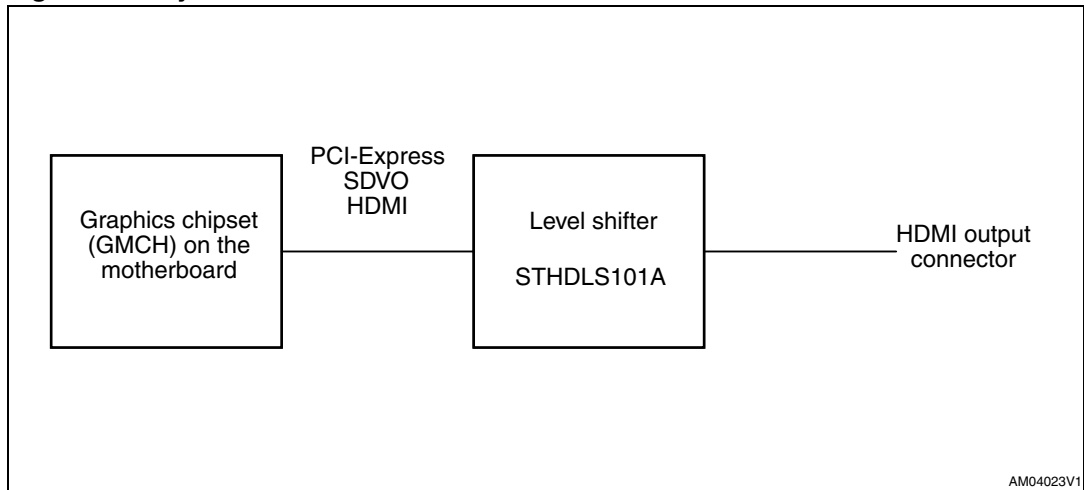 Graphics chipset
(GMCH) on the
motherboard
PCI-Express
SDVO
HDMI
Level shifter
STHDLS101A
HDMI output
connector
AM04023V1